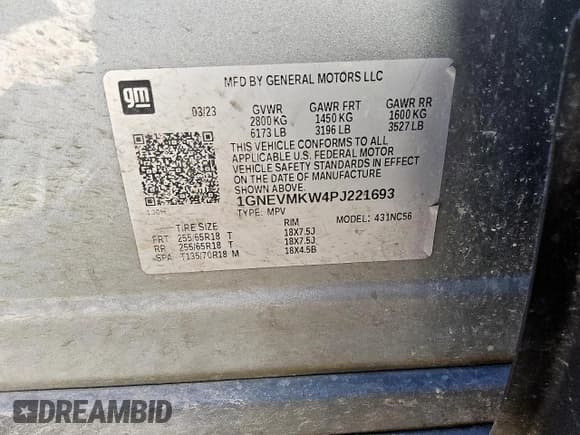 gm
MFD BY GENERAL MOTORS LLC
03/23 GVWR GAWR FRT GAWR RR
2800 KG 1450 KG 1600 KG
6173 LB 3196 LB 3527 LB
THIS VEHICLE CONFORMS TO ALL
APPLICABLE U.S. FEDERAL MOTOR
VEHICLE SAFETY STANDARDS IN EFFECT
ON THE DATE OF MANUFACTURE
SHOWN ABOVE.
1GNEVMKW4PJ221693
TYPE: MPV MODEL: 431NC56
TIRE SIZE RIM
FRT 255/65R18 T 18X7.5J
RR 255/65R18 T 18X7.5J
SPA T135/70R18 M 18X4.5B
DREAMBID